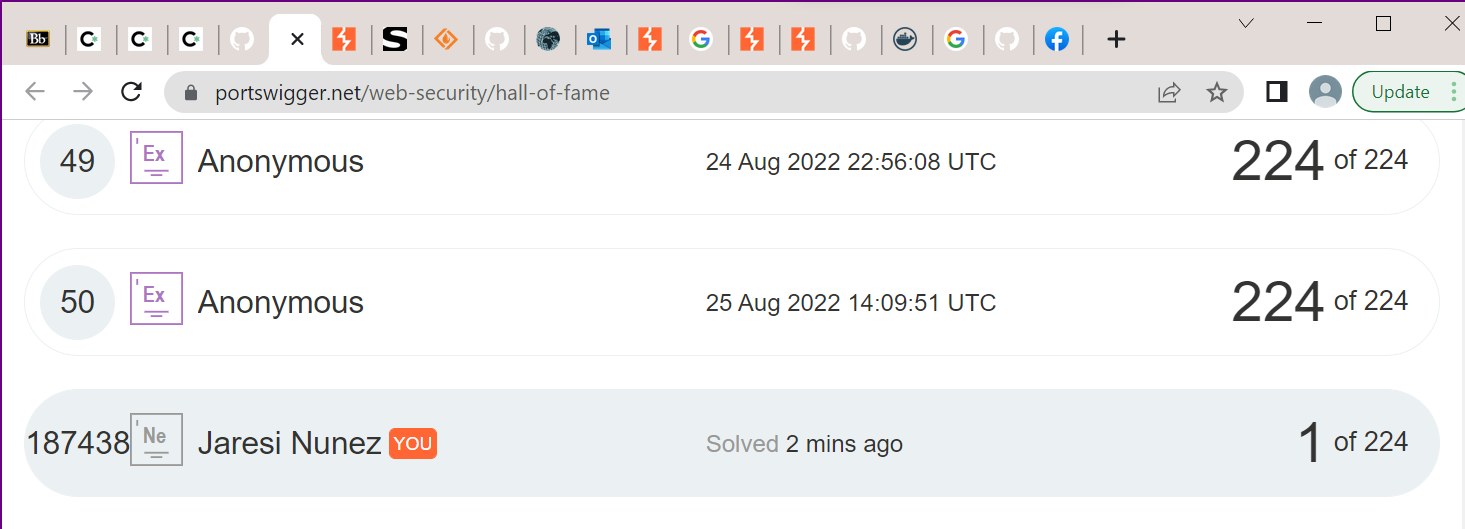 Bb C* C* C* S G G
portswigger.net/web-security/hall-of-fame Update
49 'Ex Anonymous 24 Aug 2022 22:56:08 UTC 224 of 224
50 'Ex Anonymous 25 Aug 2022 14:09:51 UTC 224 of 224
187438 'Ne Jaresi Nunez YOU Solved 2 mins ago 1 of 224